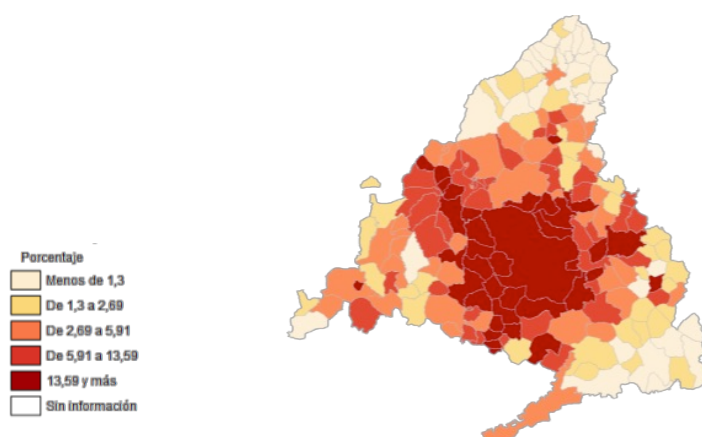 Porcentaje
Menos de 1,3
De 1,3 a 2,69
De 2,69 a 5,91
De 5,91 a 13,59
13,59 y más
Sin información